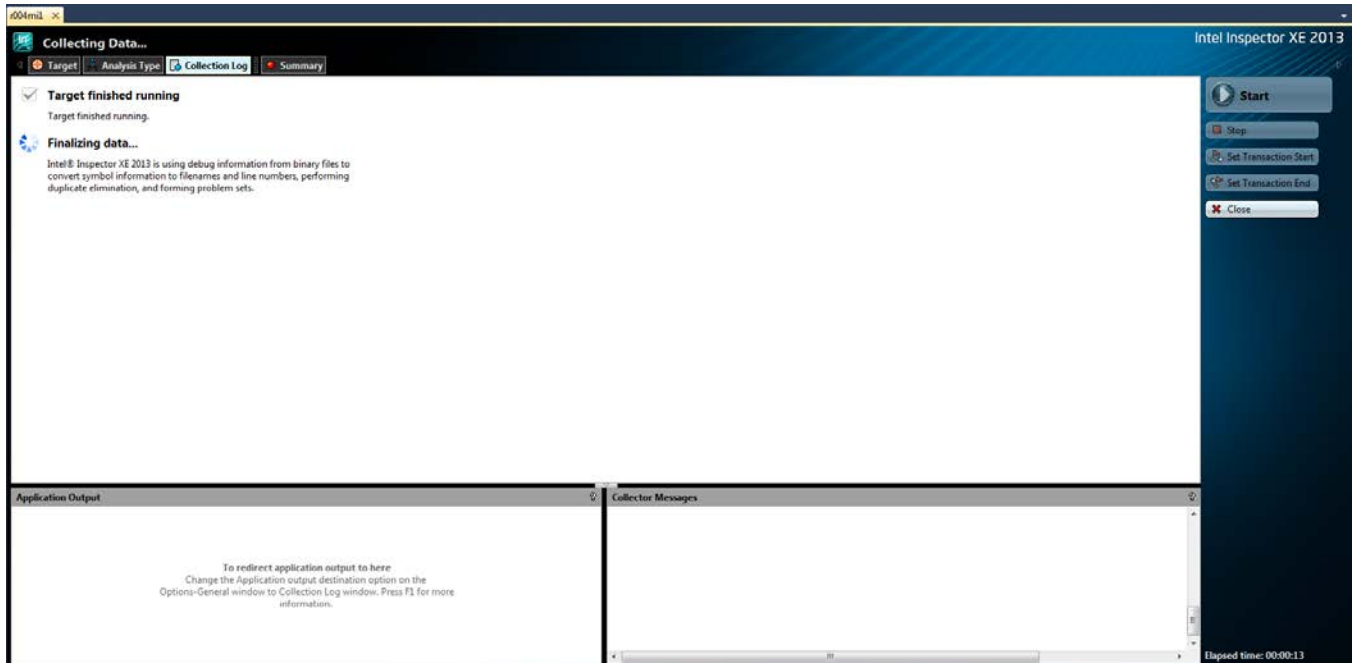 r004mi1
Collecting Data...
Intel Inspector XE 2013
Target
Analysis Type
Collection Log
Summary
Target finished running
Target finished running.
Finalizing data...
Intel® Inspector XE 2013 is using debug information from binary files to
convert symbol information to filenames and line numbers, performing
duplicate elimination, and forming problem sets.
Start
Stop
Set Transaction Start
Set Transaction End
Close
Application Output
To redirect application output to here
Change the Application output destination option on the
Options-General window to Collection Log window. Press F1 for more
information.
Collector Messages
Elapsed time: 00:00:13